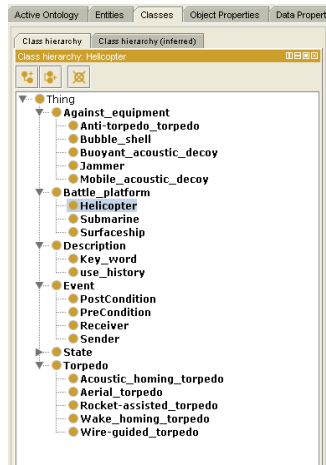 Active Ontology Entities Classes Object Properties Data Propert
Class hierarchy Class hierarchy (inferred)
Class hierarchy: Helicopter
Thing
Against_equipment
Anti-torpedo_torpedo
Bubble_shell
Buoyant_acoustic_decoy
Jammer
Mobile_acoustic_decoy
Battle_platform
Helicopter
Submarine
Surfaceship
Description
Key_word
use_history
Event
PostCondition
PreCondition
Receiver
Sender
State
Torpedo
Acoustic_homing_torpedo
Aerial_torpedo
Rocket-assisted_torpedo
Wake_homing_torpedo
Wire-guided_torpedo